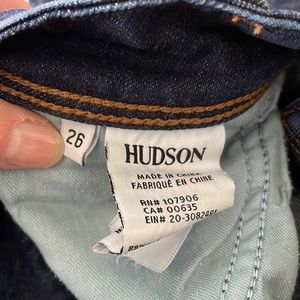 26
HUDSON
MADE IN CHINA
FABRIQUÉ EN CHINE
RN# 107906
CA# 00635